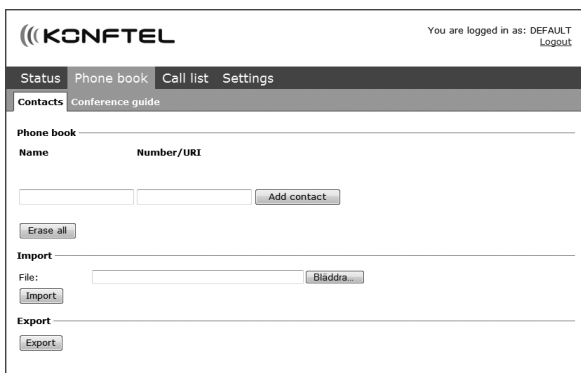 KONFTEL
You are logged in as: DEFAULT
Logout
Status Phone book Call list Settings
Contacts Conference guide
Phone book
Name Number/URI
Add contact
Erase all
Import
File: Bläddra...
Import
Export
Export